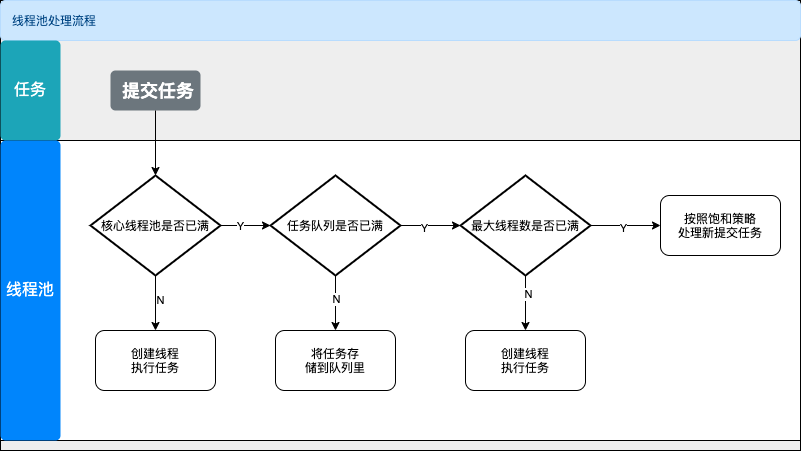 线程池处理流程
任务
提交任务
线程池
核心线程池是否已满
Y
任务队列是否已满
Y
最大线程数是否已满
Y
按照饱和策略
处理新提交任务
N
N
N
创建线程
执行任务
将任务存
储到队列里
创建线程
执行任务